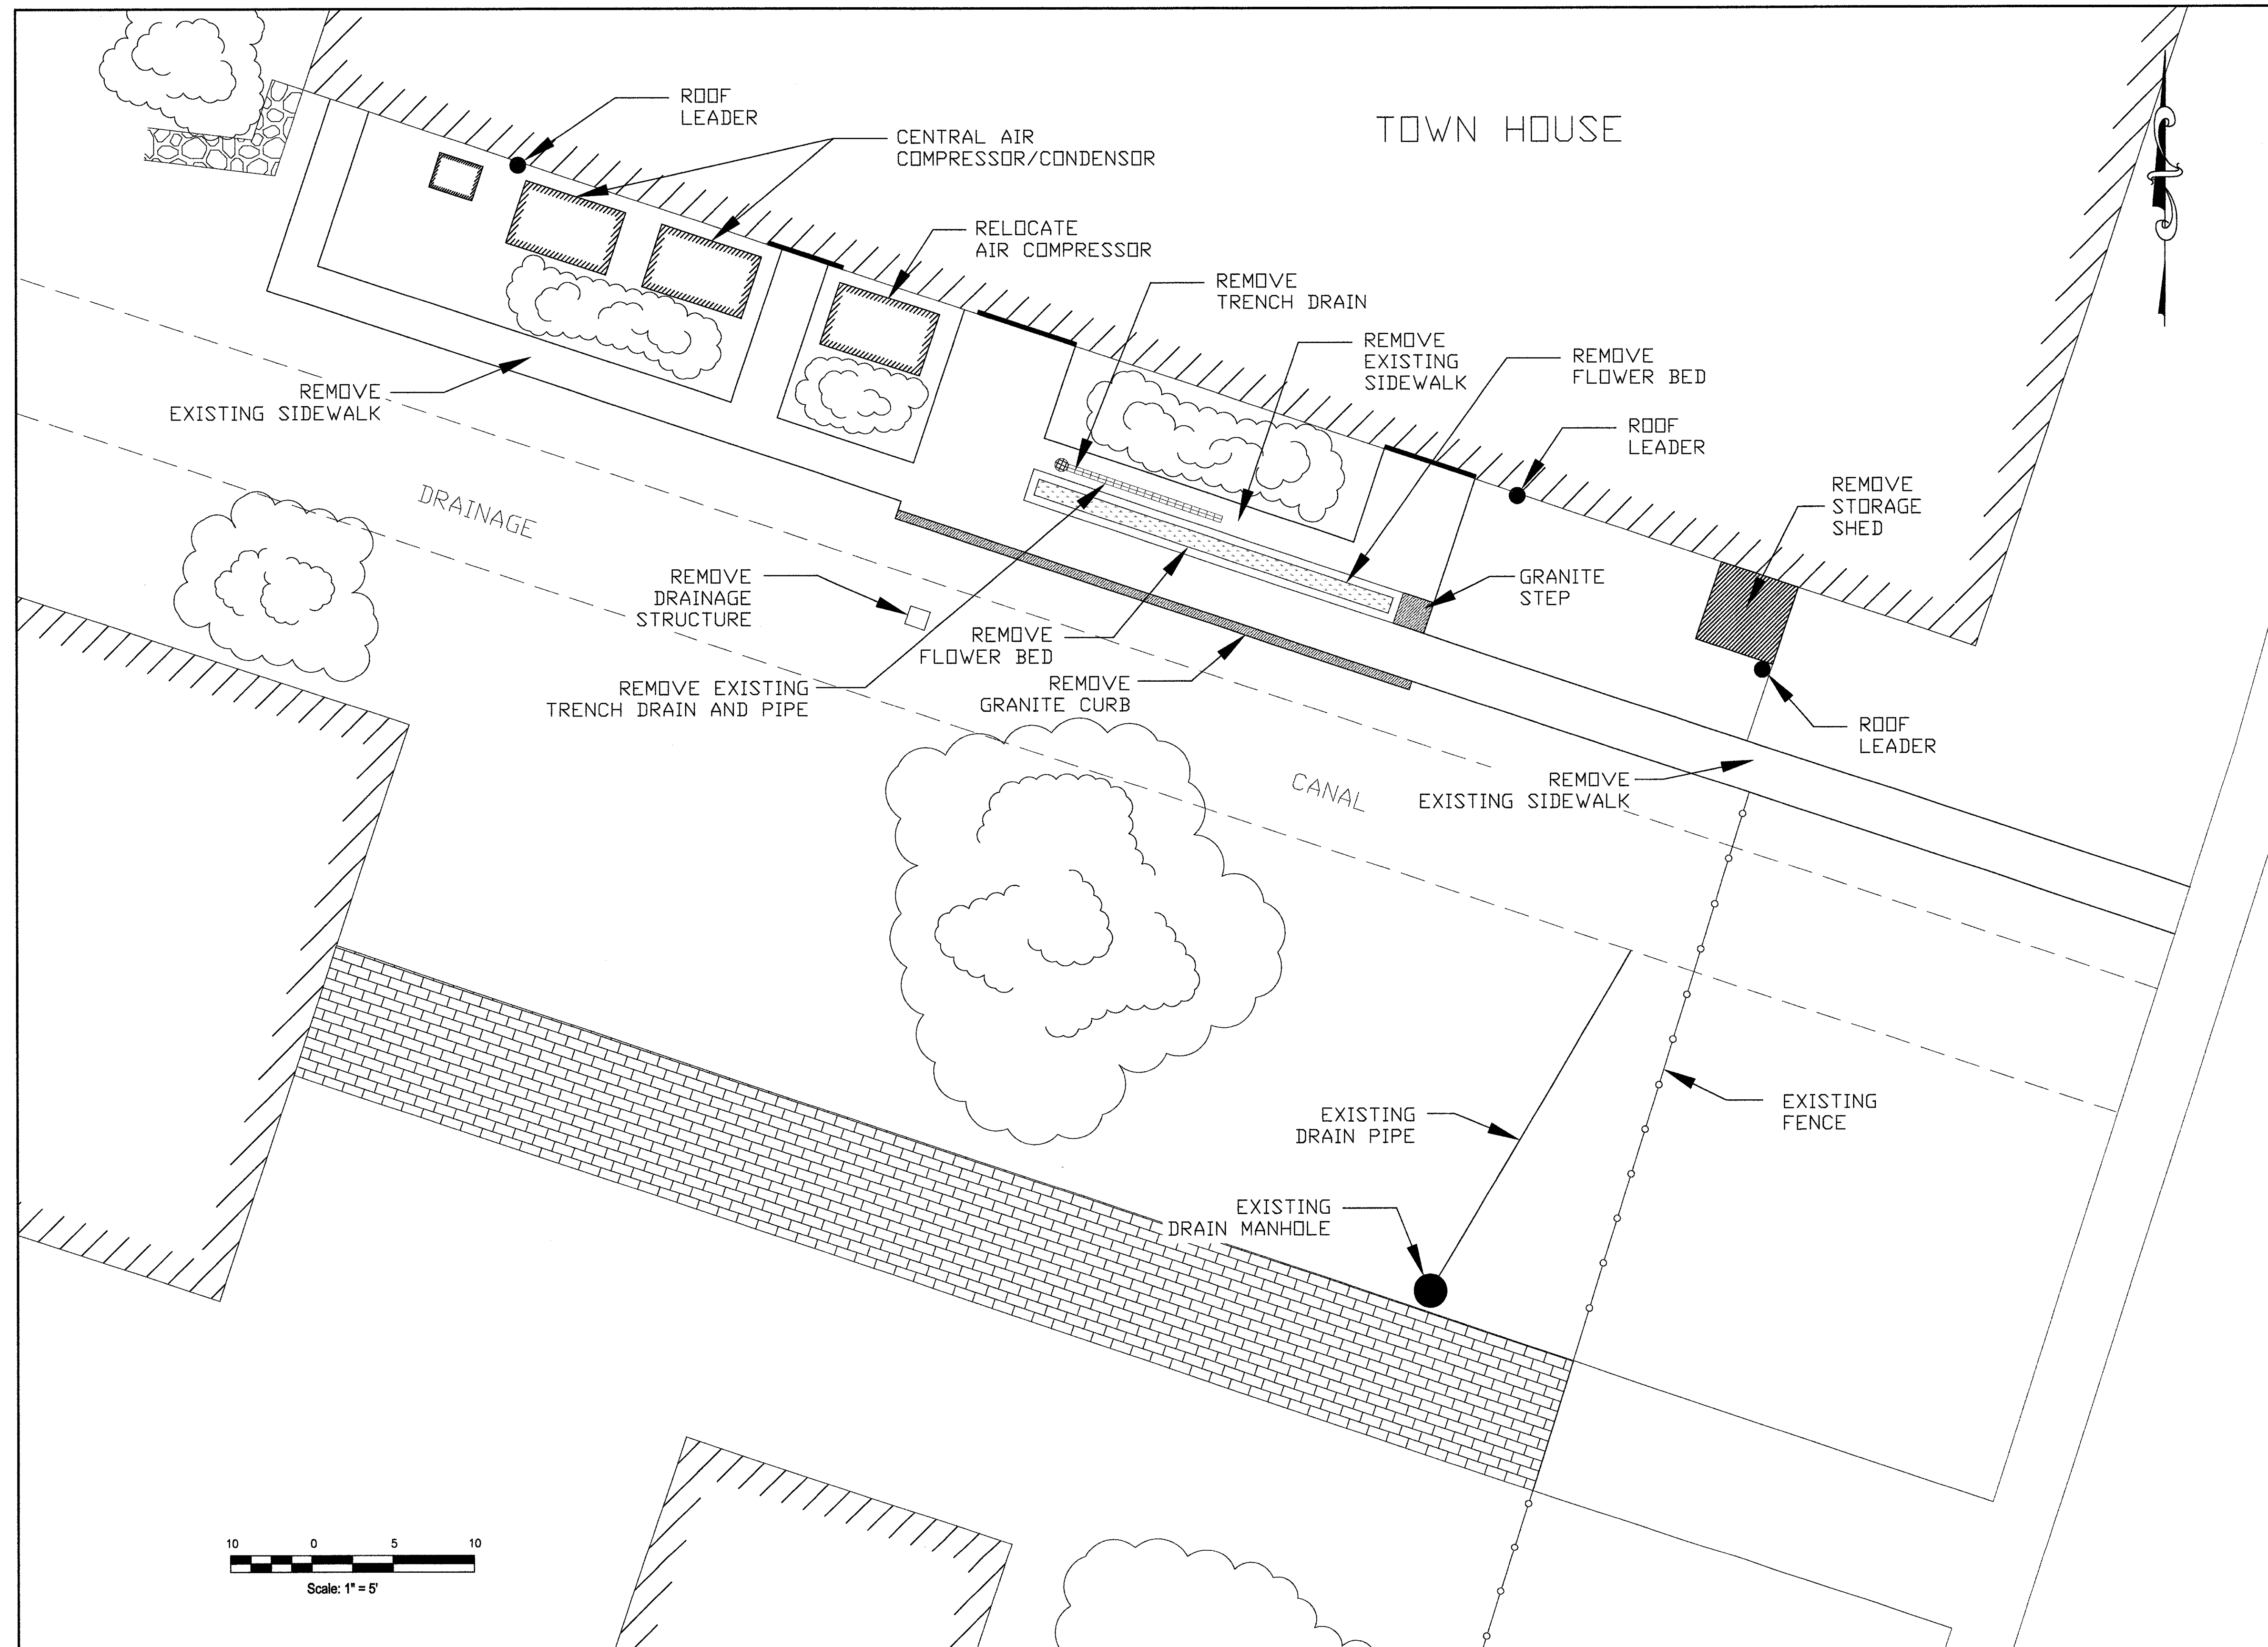 TOWN HOUSE
ROOF
LEADER
CENTRAL AIR
COMPRESSOR/CONDENSOR
RELOCATE
AIR COMPRESSOR
REMOVE
TRENCH DRAIN
REMOVE
EXISTING
SIDEWALK
REMOVE
FLOWER BED
ROOF
LEADER
REMOVE
STORAGE
SHED
REMOVE
EXISTING SIDEWALK
DRAINAGE
REMOVE
DRAINAGE
STRUCTURE
GRANITE
STEP
REMOVE
FLOWER BED
REMOVE EXISTING
TRENCH DRAIN AND PIPE
REMOVE
GRANITE CURB
ROOF
LEADER
CANAL
REMOVE
EXISTING SIDEWALK
EXISTING
DRAIN PIPE
EXISTING
FENCE
EXISTING
DRAIN MANHOLE
10 0 5 10
Scale: 1" = 5'